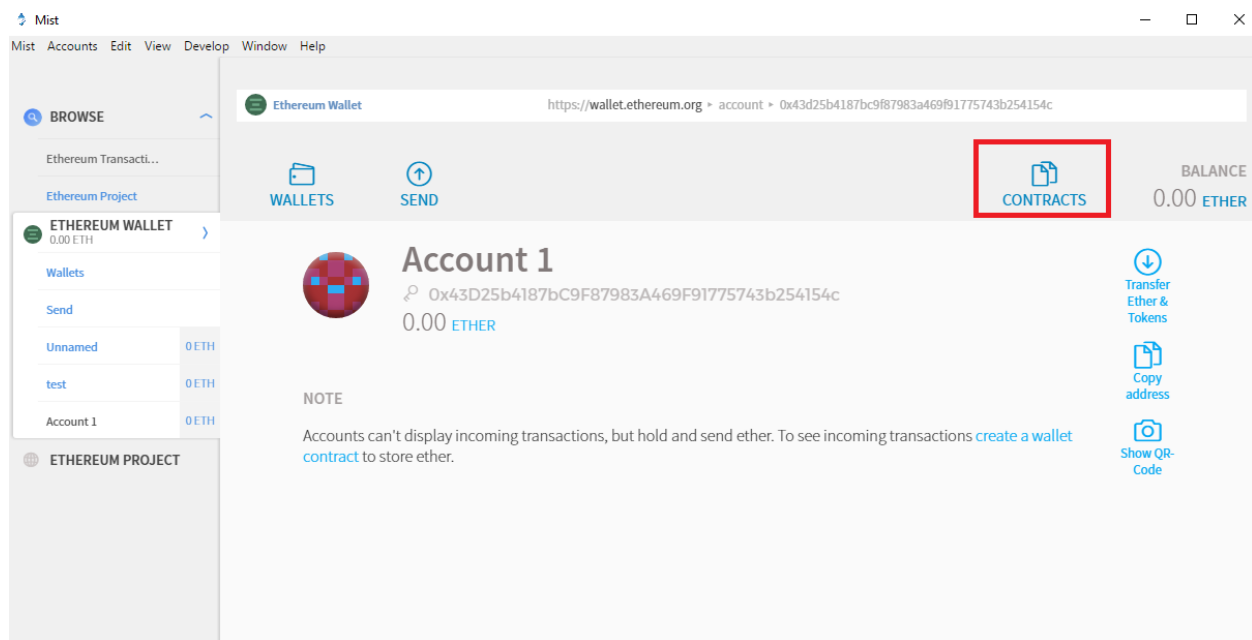 Mist
Mist Accounts Edit View Develop Window Help
BROWSE
Ethereum Transacti...
Ethereum Project
ETHEREUM WALLET
0.00 ETH
Wallets
Send
Unnamed 0 ETH
test 0 ETH
Account 1 0 ETH
ETHEREUM PROJECT
Ethereum Wallet https://wallet.ethereum.org ▸ account ▸ 0x43d25b4187bc9f87983a469f91775743b254154c
WALLETS SEND CONTRACTS BALANCE
0.00 ETHER
Account 1
0x43D25b4187bC9F87983A469F91775743b254154c
0.00 ETHER
NOTE
Accounts can't display incoming transactions, but hold and send ether. To see incoming transactions create a wallet
contract to store ether.
Transfer
Ether &
Tokens
Copy
address
Show QR-
Code